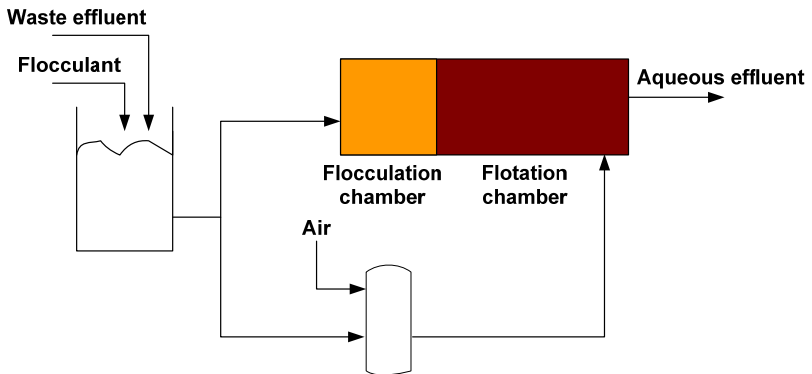 Waste effluent
Flocculant
Aqueous effluent
Flocculation
chamber
Flotation
chamber
Air